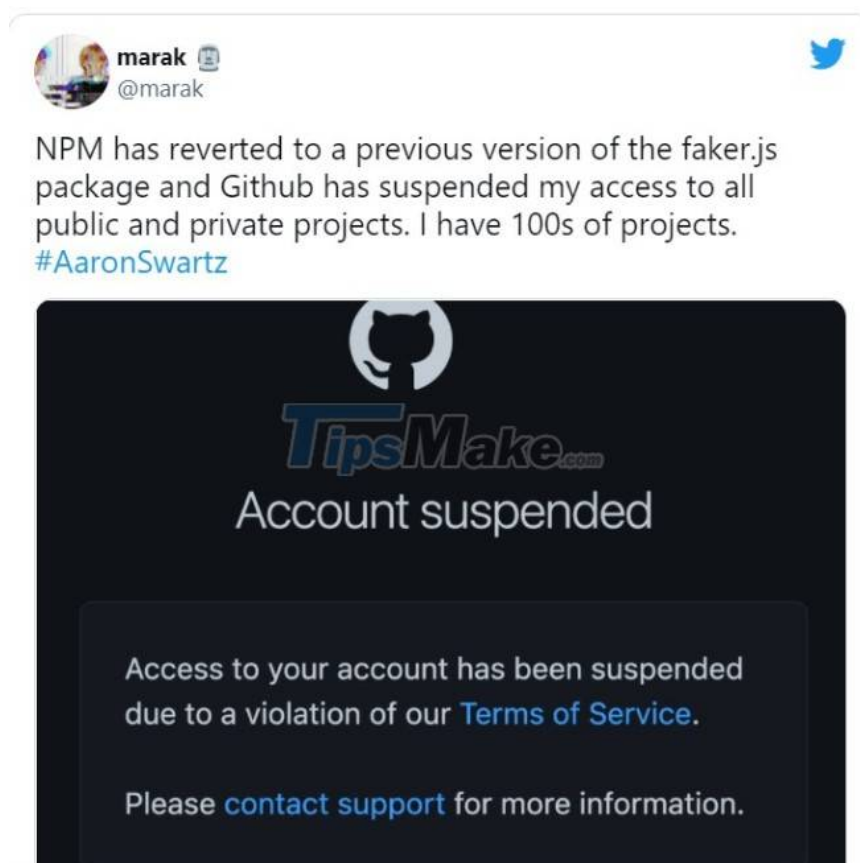 marak
@marak
NPM has reverted to a previous version of the faker.js
package and Github has suspended my access to all
public and private projects. I have 100s of projects.
#AaronSwartz
TipsMake.com
Account suspended
Access to your account has been suspended
due to a violation of our Terms of Service.
Please contact support for more information.